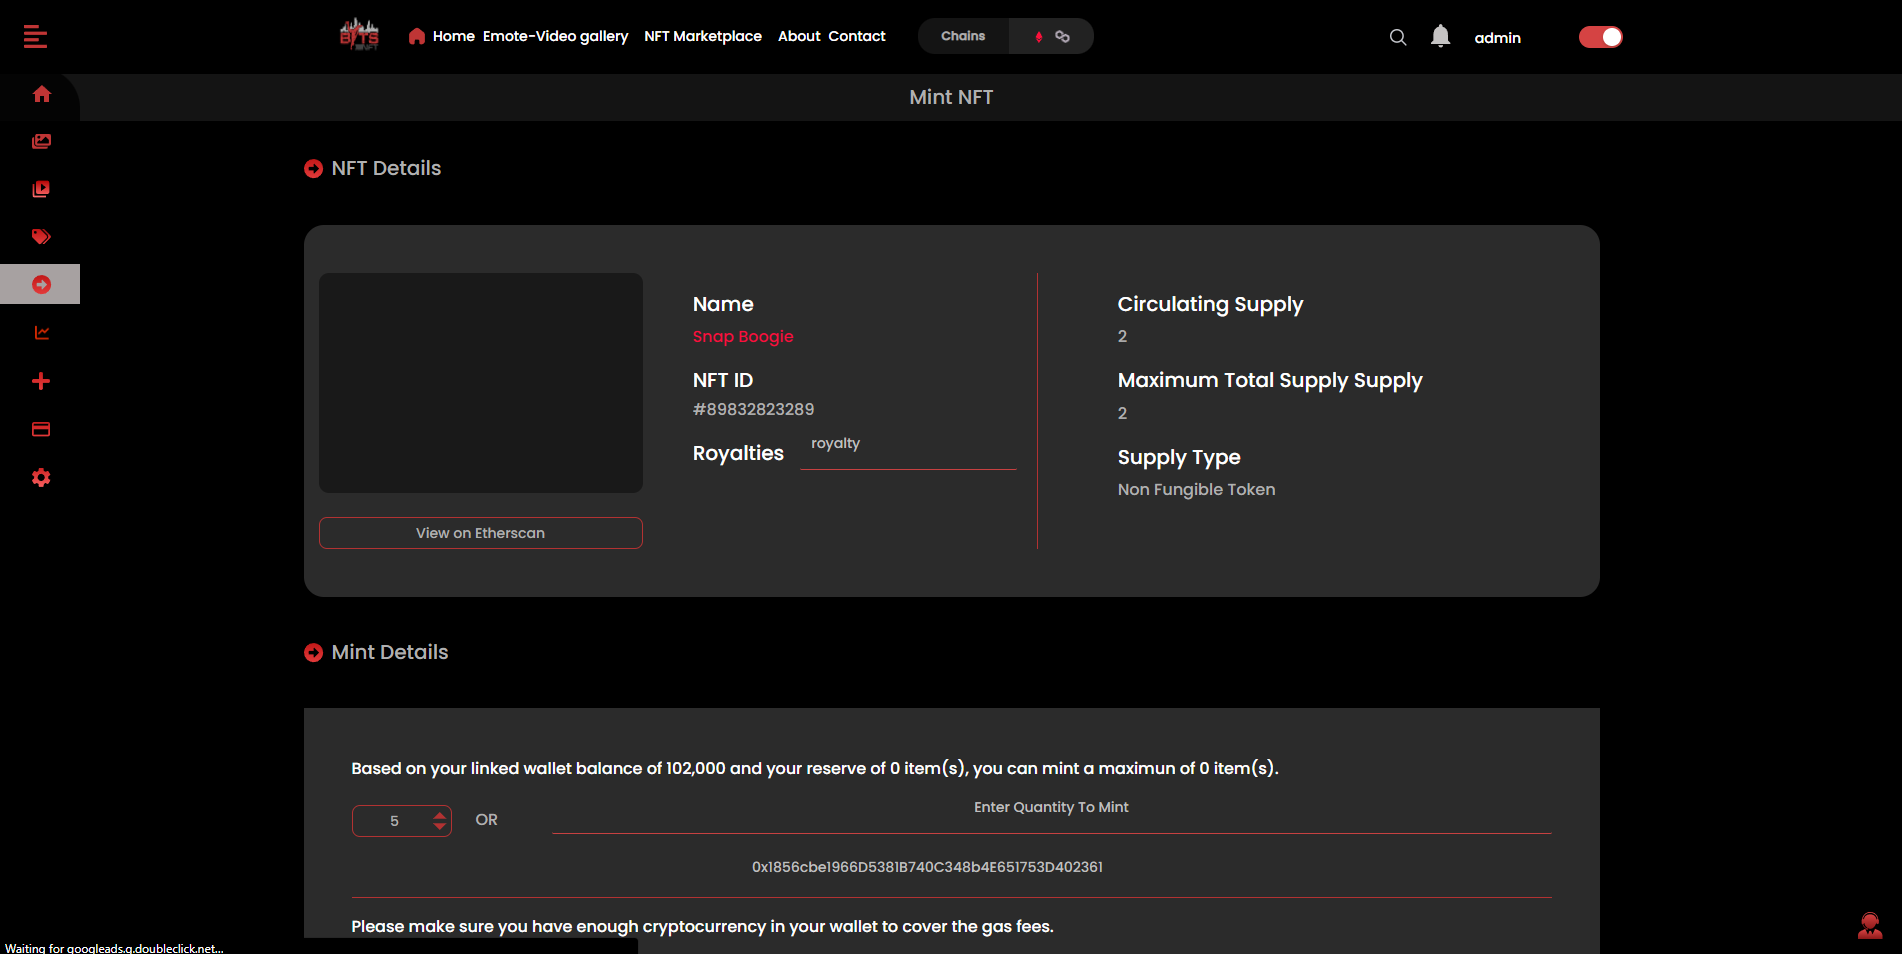 BYTS
NFT
Home Emote-Video gallery NFT Marketplace About Contact Chains admin
Mint NFT
NFT Details
Name
Snap Boogie
NFT ID
#89832823289
Royalties royalty
View on Etherscan
Circulating Supply
2
Maximum Total Supply Supply
2
Supply Type
Non Fungible Token
Mint Details
Based on your linked wallet balance of 102,000 and your reserve of 0 item(s), you can mint a maximun of 0 item(s).
5 OR Enter Quantity To Mint
0x1856cbe1966D5381B740C348b4E651753D402361
Please make sure you have enough cryptocurrency in your wallet to cover the gas fees.
Waiting for googleads.g.doubleclick.net...